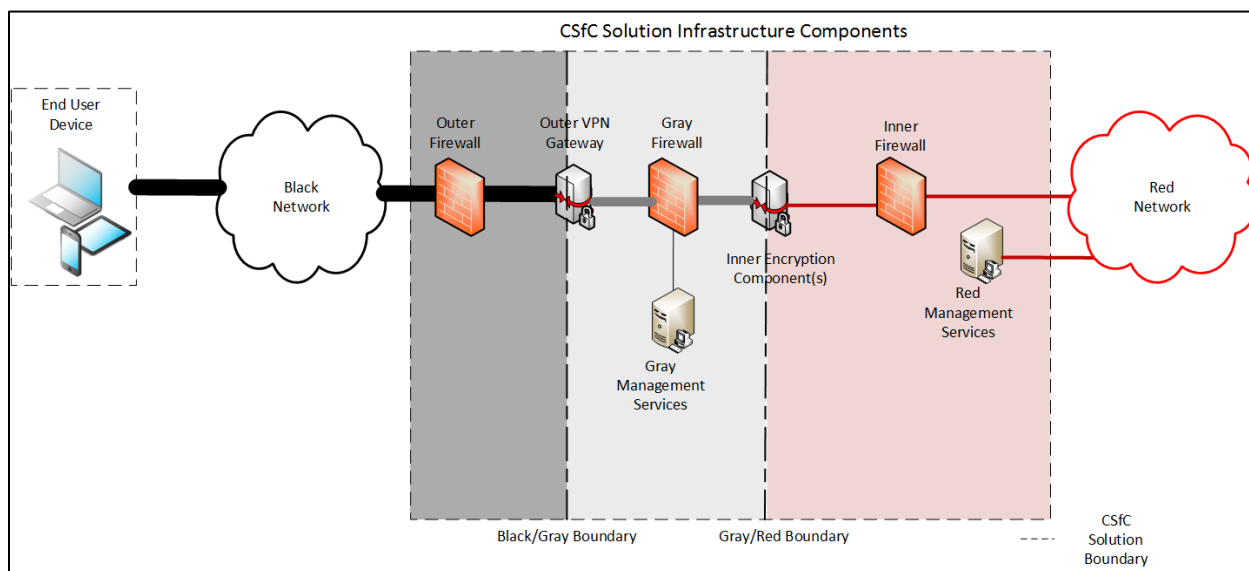 CSfC Solution Infrastructure Components
End User
Device
Black
Network
Outer
Firewall
Outer VPN
Gateway
Gray
Firewall
Inner
Firewall
Red
Network
Inner Encryption
Component(s)
Red
Management
Services
Gray
Management
Services
Black/Gray Boundary
Gray/Red Boundary
CSfC
Solution
Boundary